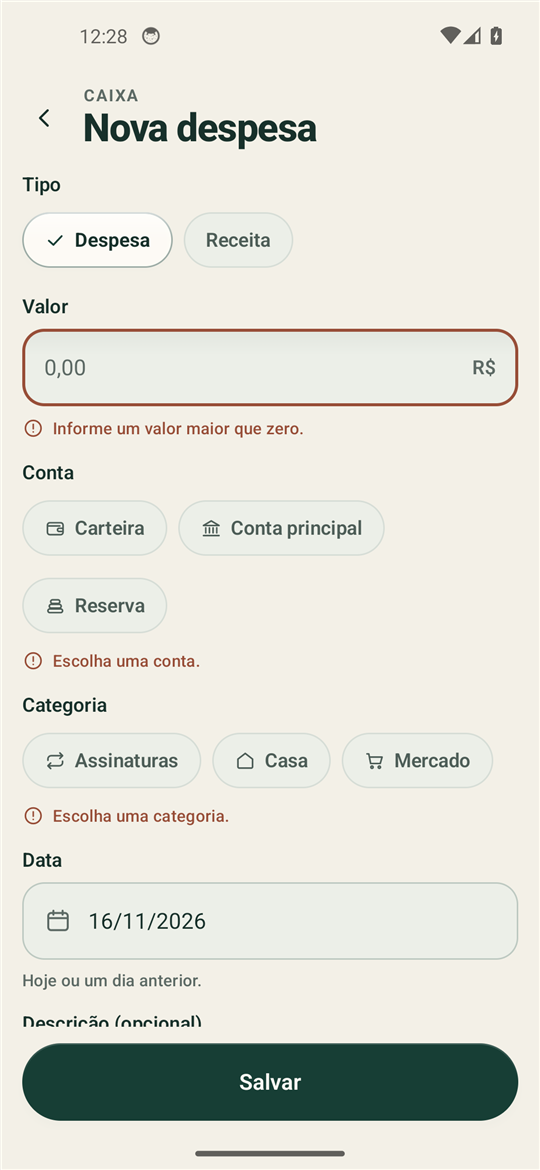 12:28
CAIXA
Nova despesa
Tipo
Despesa
Receita
Valor
0,00
R$
Informe um valor maior que zero.
Conta
Carteira
Conta principal
Reserva
Escolha uma conta.
Categoria
Assinaturas
Casa
Mercado
Escolha uma categoria.
Data
16/11/2026
Hoje ou um dia anterior.
Descrição (opcional)
Salvar